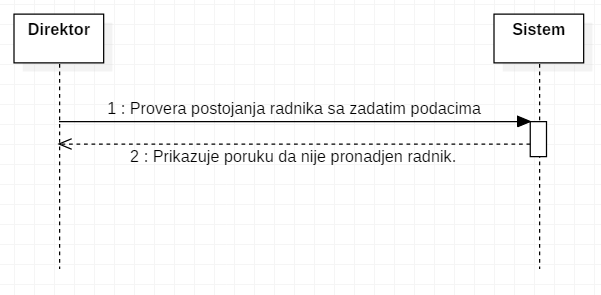 Direktor
Sistem
1 : Provera postojanja radnika sa zadatim podacima
2 : Prikazuje poruku da nije pronadjen radnik.